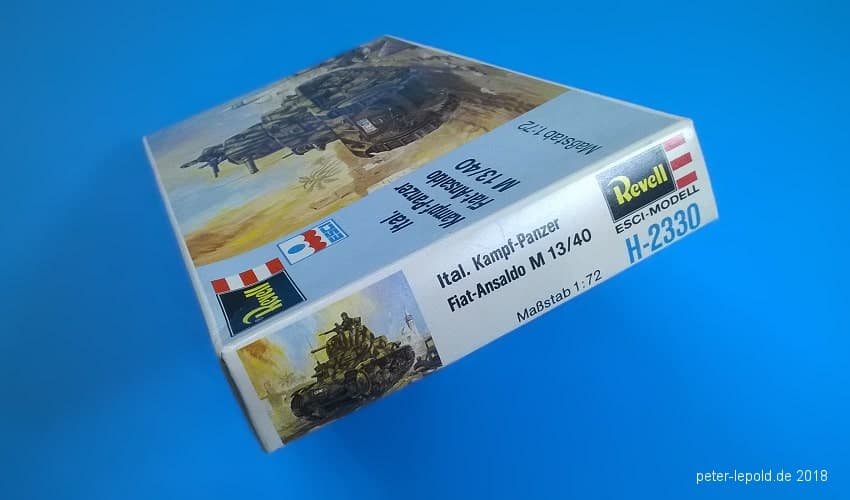 Maßstab 1:72
Ital.
Kampf-Panzer
Fiat-Ansaldo
M 13/40
ESCI
Revell
Ital. Kampf-Panzer
Fiat-Ansaldo M 13/40
Maßstab 1:72
Revell
ESCI-MODELL
H-2330
peter-lepold.de 2018